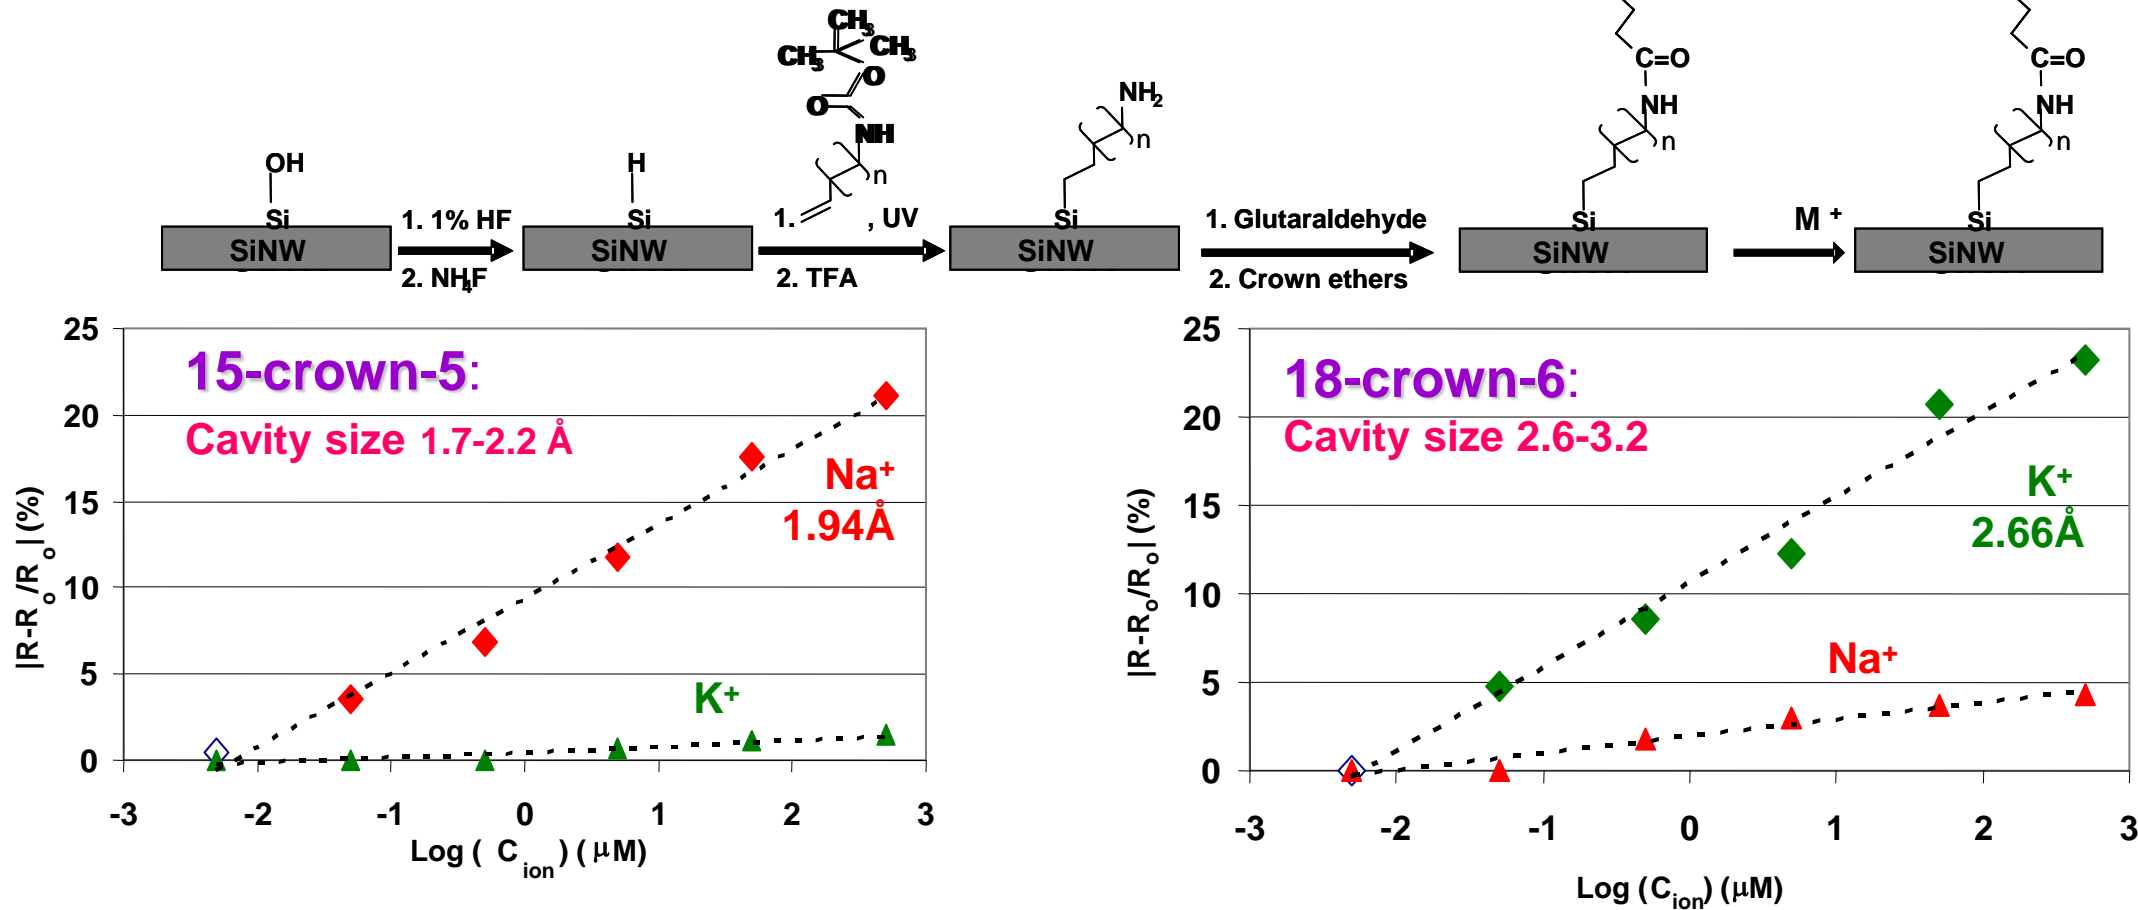 CH3
CH3
CH3
O
O
NH
n
1.
, UV
2. TFA
OH
Si
SiNW
1. 1% HF
2. NH4F
H
Si
SiNW
NH2
n
Si
SiNW
1. Glutaraldehyde
2. Crown ethers
C=O
NH
n
Si
SiNW
M +
C=O
NH
n
Si
SiNW
15-crown-5:
Cavity size 1.7-2.2 Å
Na+
1.94Å
K+
|R-Ro/Ro| (%)
25
20
15
10
5
0
-3 -2 -1 0 1 2 3
Log ( Cion ) ( μM)
18-crown-6:
Cavity size 2.6-3.2
K+
2.66Å
Na+
|R-Ro/Ro| (%)
25
20
15
10
5
0
-3 -2 -1 0 1 2 3
Log (Cion) (μM)